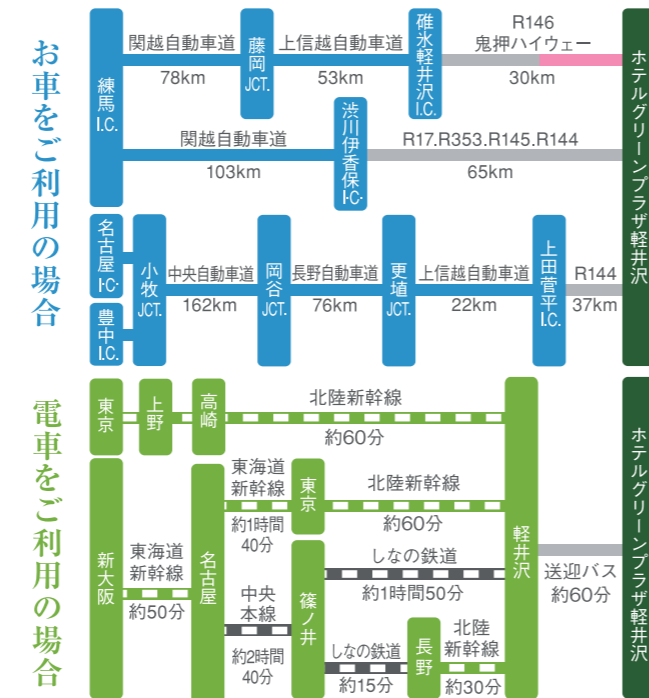 お車をご利用の場合
練馬I.C.
関越自動車道
78km
藤岡JCT.
上信越自動車道
53km
碓氷軽井沢I.C.
R146
鬼押ハイウェー
30km
関越自動車道
103km
渋川伊香保I·C·
R17.R353.R145.R144
65km
名古屋I·C·
豊中I.C.
小牧JCT.
中央自動車道
162km
岡谷JCT.
長野自動車道
76km
更埴JCT.
上信越自動車道
22km
上田菅平I.C.
R144
37km
ホテルグリーンプラザ軽井沢
電車をご利用の場合
東京
上野
高崎
北陸新幹線
約60分
新大阪
東海道
新幹線
約50分
名古屋
東海道
新幹線
約1時間
40分
東京
北陸新幹線
約60分
中央
本線
約2時間
40分
篠ノ井
しなの鉄道
約1時間50分
しなの鉄道
約15分
長野
北陸
新幹線
約30分
軽井沢
送迎バス
約60分
ホテルグリーンプラザ軽井沢